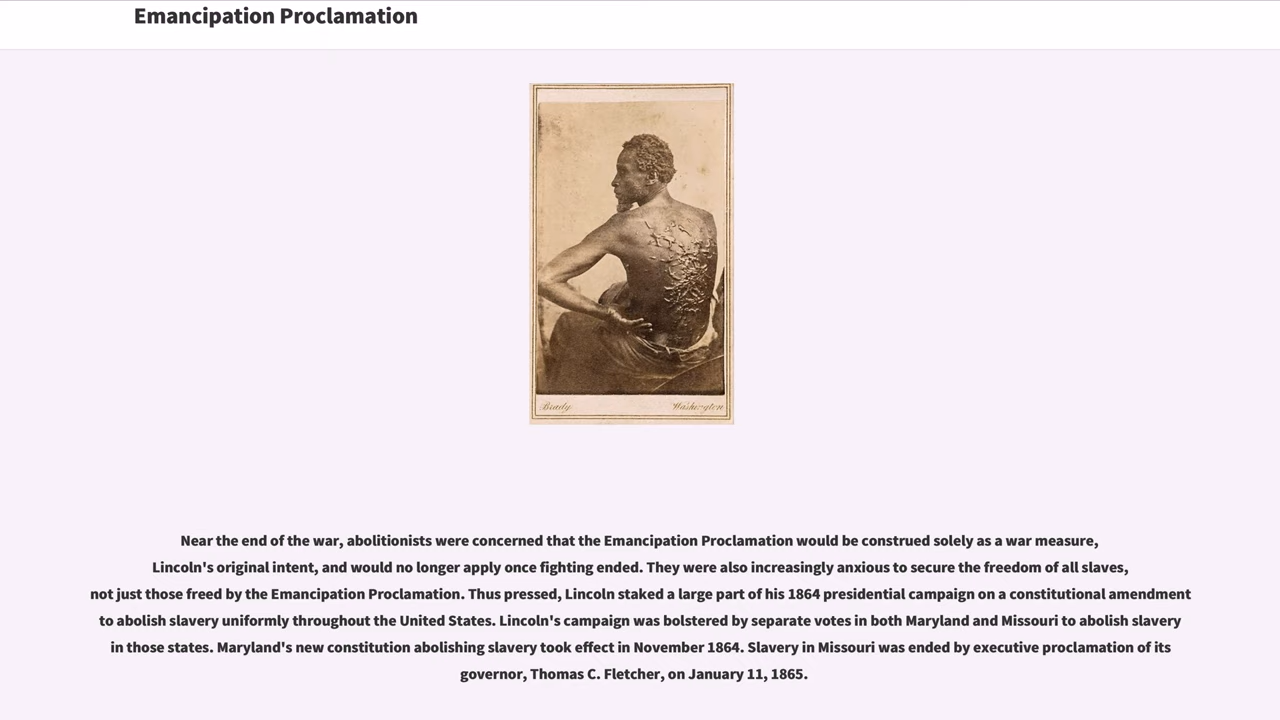 Emancipation Proclamation
Brady Washington
Near the end of the war, abolitionists were concerned that the Emancipation Proclamation would be construed solely as a war measure,
Lincoln's original intent, and would no longer apply once fighting ended. They were also increasingly anxious to secure the freedom of all slaves,
not just those freed by the Emancipation Proclamation. Thus pressed, Lincoln staked a large part of his 1864 presidential campaign on a constitutional amendment
to abolish slavery uniformly throughout the United States. Lincoln's campaign was bolstered by separate votes in both Maryland and Missouri to abolish slavery
in those states. Maryland's new constitution abolishing slavery took effect in November 1864. Slavery in Missouri was ended by executive proclamation of its
governor, Thomas C. Fletcher, on January 11, 1865.